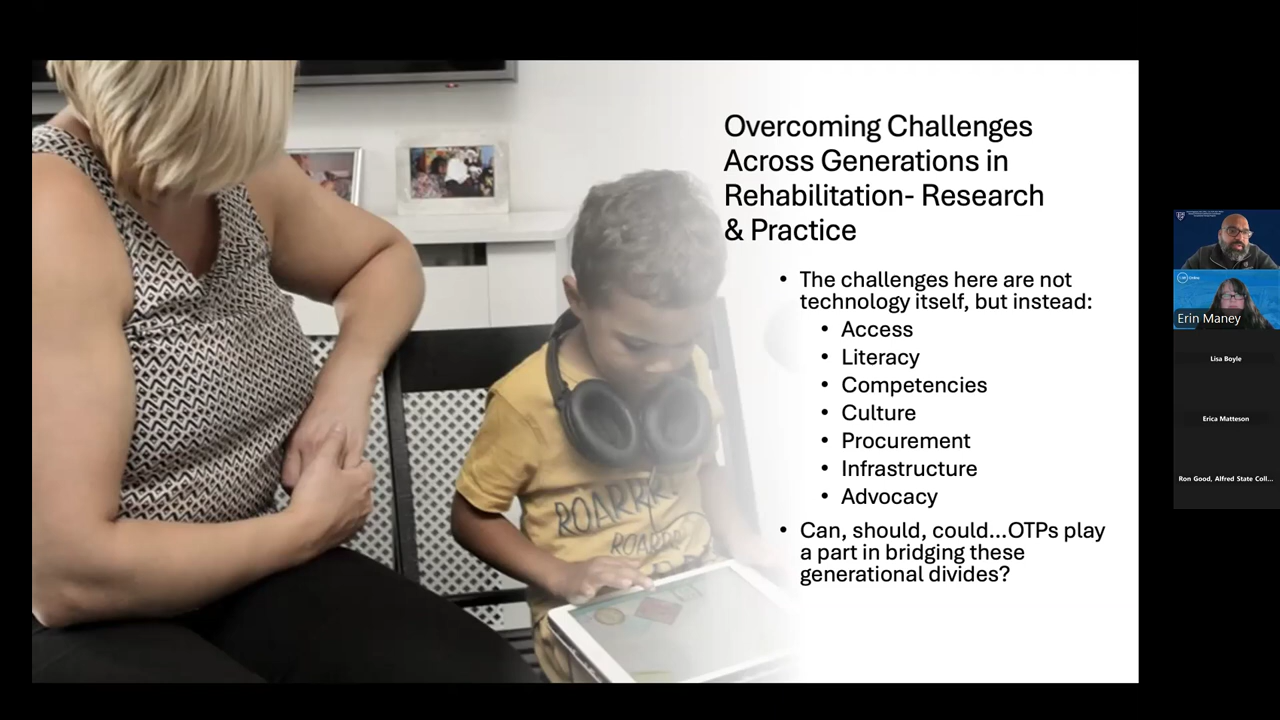 Overcoming Challenges
Across Generations in
Rehabilitation- Research
& Practice
• The challenges here are not
technology itself, but instead:
• Access
• Literacy
• Competencies
• Culture
• Procurement
• Infrastructure
• Advocacy
• Can, should, could...OTPs play
a part in bridging these
generational divides?
ROARRR!
ROARRR
Erin Maney
Lisa Boyle
Erica Matteson
Ron Good, Alfred State Coll...